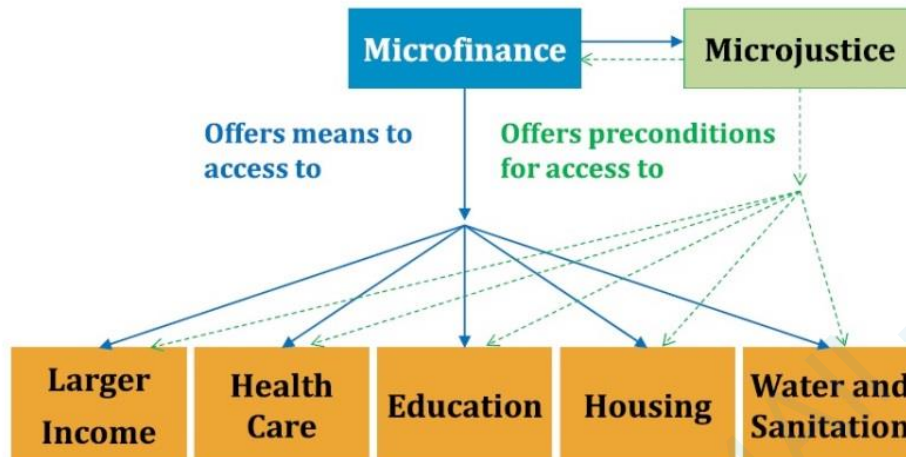 Microfinance
Microjustice
Offers means to
access to
Offers preconditions
for access to
Larger
Income
Health
Care
Education
Housing
Water and
Sanitation